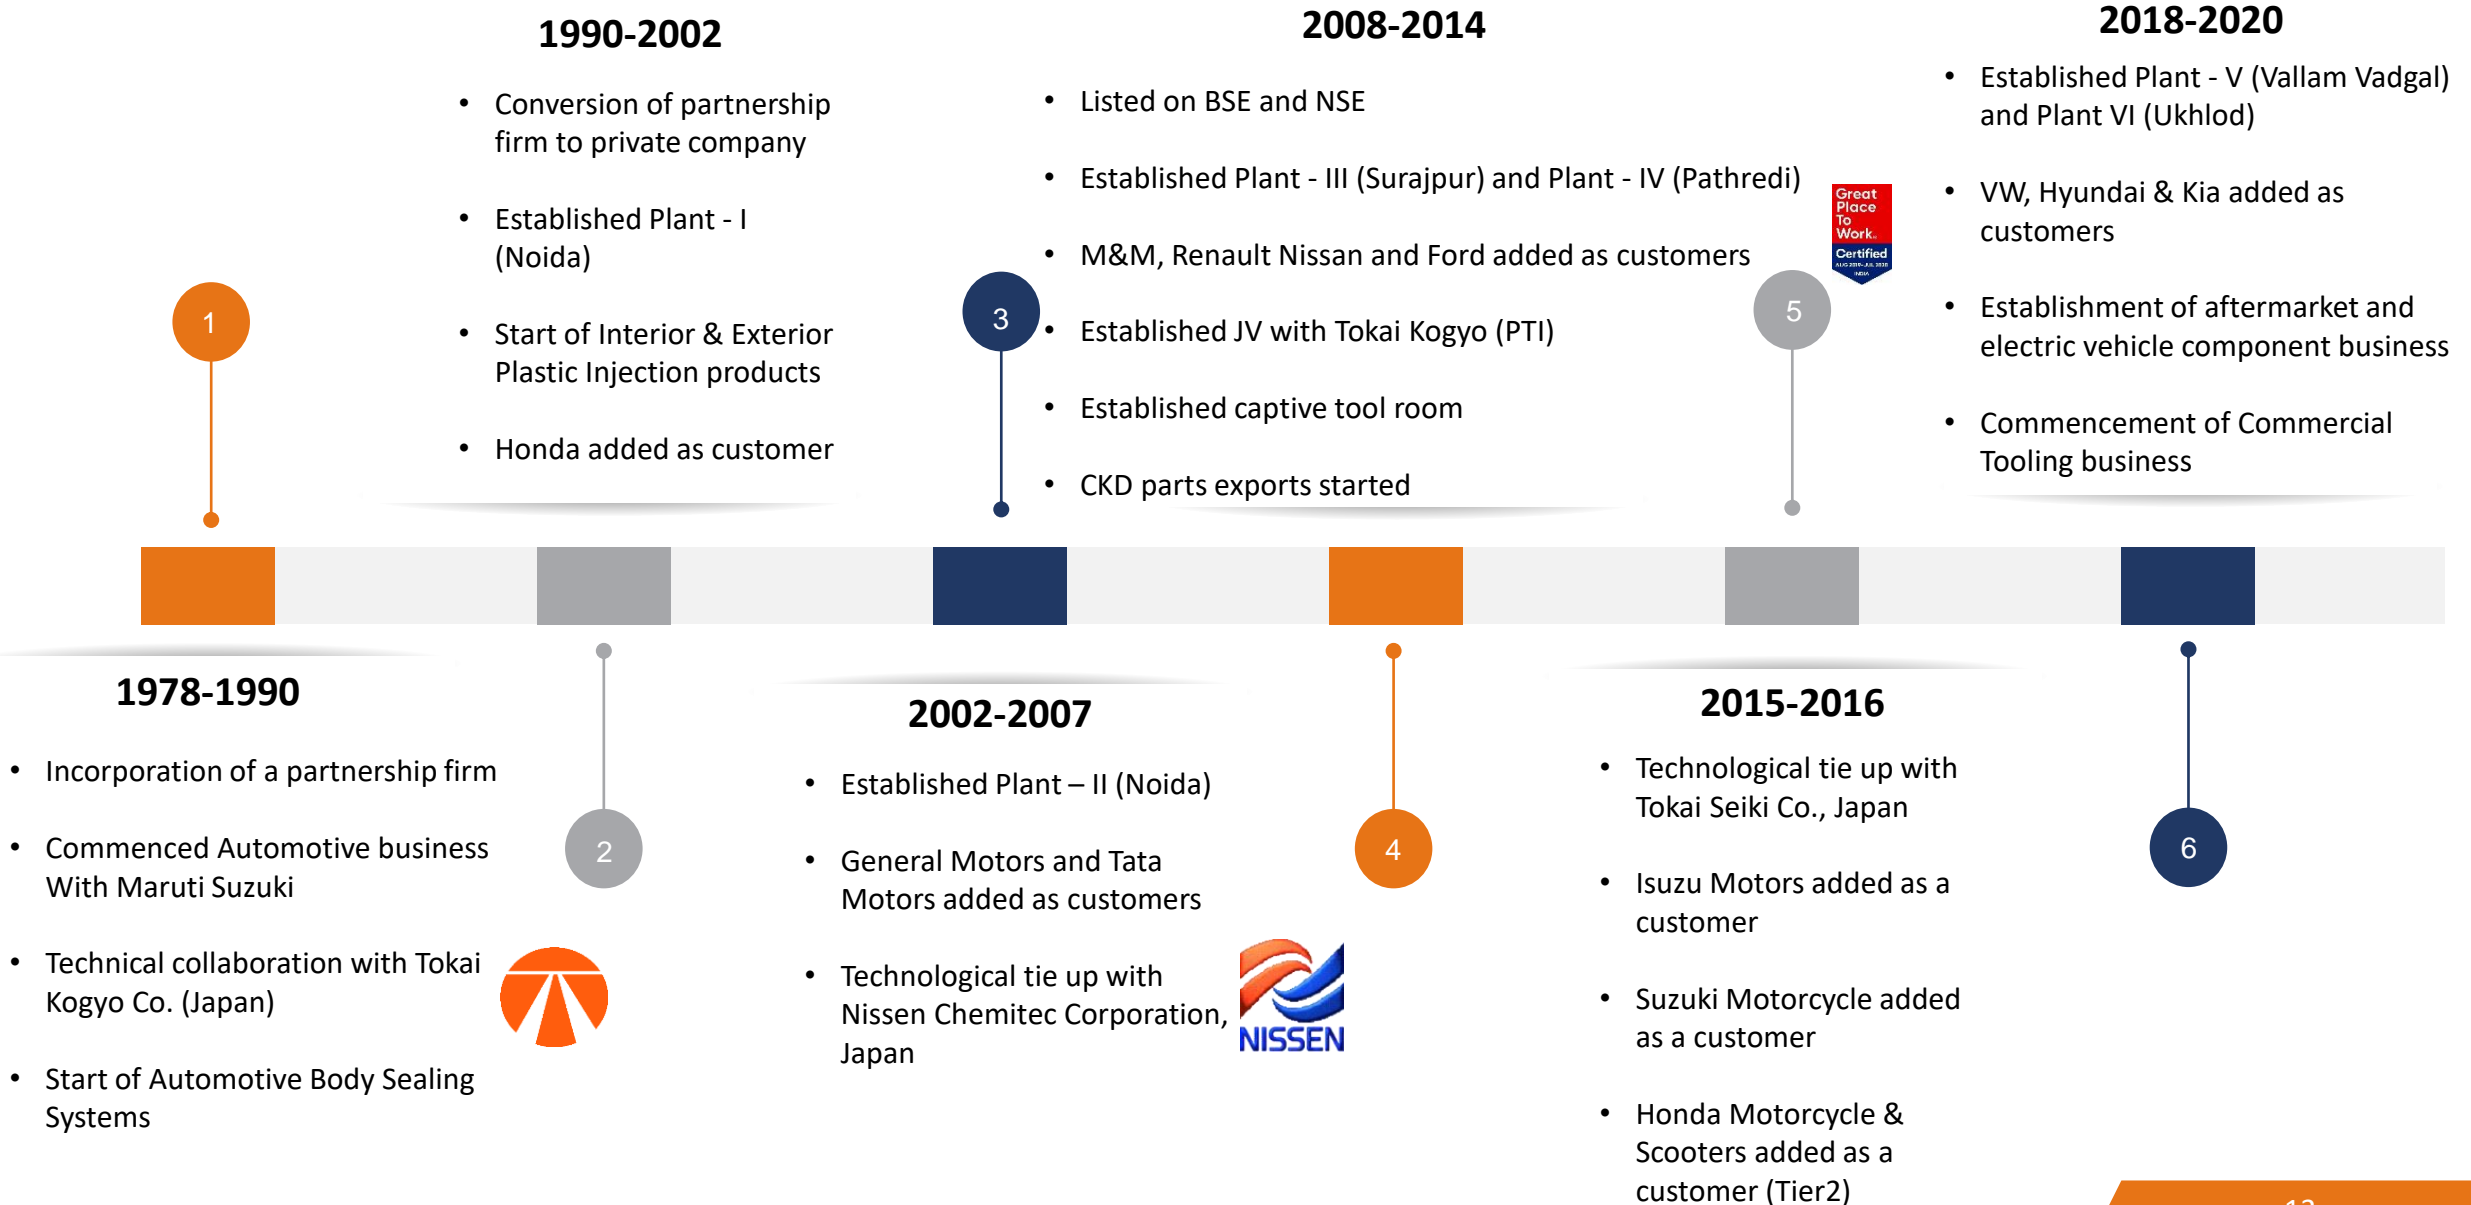 1990-2002
• Conversion of partnership
firm to private company
• Established Plant - I
(Noida)
• Start of Interior & Exterior
Plastic Injection products
• Honda added as customer
2008-2014
• Listed on BSE and NSE
• Established Plant - III (Surajpur) and Plant - IV (Pathredi)
• M&M, Renault Nissan and Ford added as customers
• Established JV with Tokai Kogyo (PTI)
• Established captive tool room
• CKD parts exports started
Great
Place
To
Work.
Certified
INDIA
2018-2020
• Established Plant - V (Vallam Vadgal)
and Plant VI (Ukhlod)
• VW, Hyundai & Kia added as
customers
• Establishment of aftermarket and
electric vehicle component business
• Commencement of Commercial
Tooling business
1
3
5
1978-1990
• Incorporation of a partnership firm
• Commenced Automotive business
With Maruti Suzuki
• Technical collaboration with Tokai
Kogyo Co. (Japan)
• Start of Automotive Body Sealing
Systems
2
2002-2007
• Established Plant – II (Noida)
• General Motors and Tata
Motors added as customers
• Technological tie up with
Nissen Chemitec Corporation,
Japan
NISSEN
4
2015-2016
• Technological tie up with
Tokai Seiki Co., Japan
• Isuzu Motors added as a
customer
• Suzuki Motorcycle added
as a customer
• Honda Motorcycle &
Scooters added as a
customer (Tier2)
6